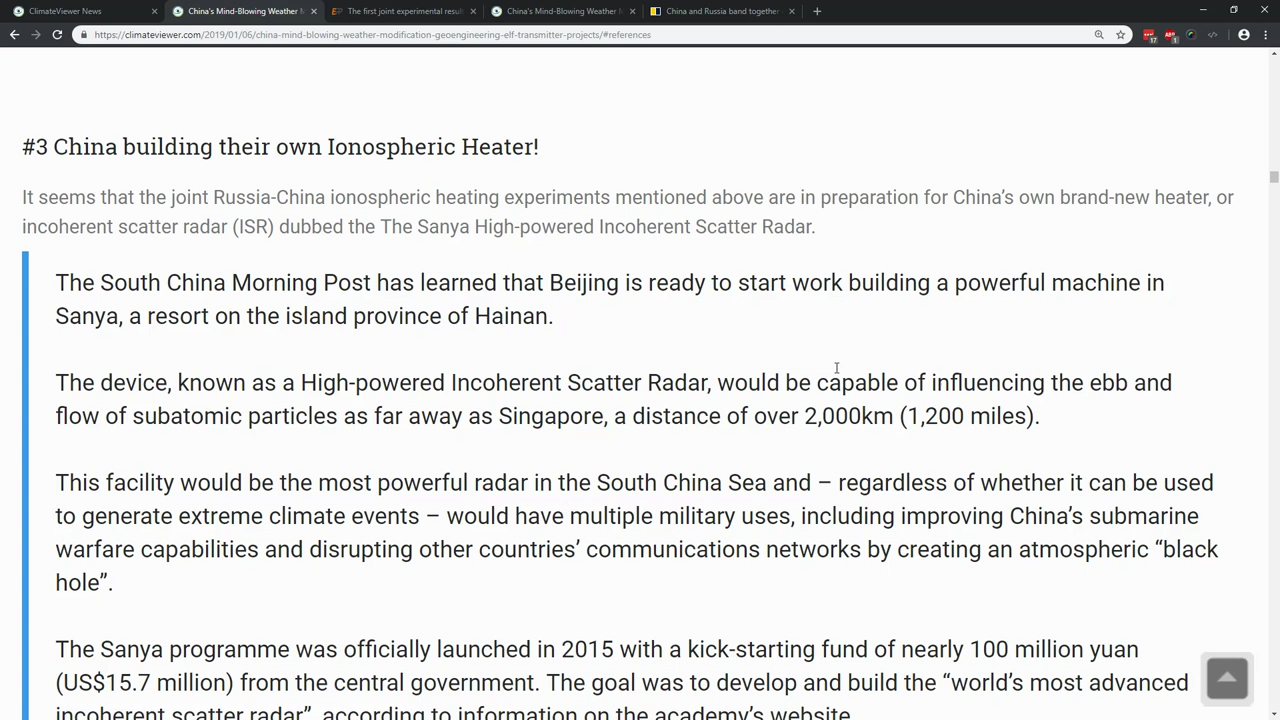 ClimateViewer News
China's Mind-Blowing Weather M
The first joint experimental resul
China's Mind-Blowing Weather M
China and Russia band together
https://climateviewer.com/2019/01/06/china-mind-blowing-weather-modification-geoengineering-elf-transmitter-projects/#references
#3 China building their own Ionospheric Heater!
It seems that the joint Russia-China ionospheric heating experiments mentioned above are in preparation for China's own brand-new heater, or
incoherent scatter radar (ISR) dubbed the The Sanya High-powered Incoherent Scatter Radar.
The South China Morning Post has learned that Beijing is ready to start work building a powerful machine in
Sanya, a resort on the island province of Hainan.
The device, known as a High-powered Incoherent Scatter Radar, would be capable of influencing the ebb and
flow of subatomic particles as far away as Singapore, a distance of over 2,000km (1,200 miles).
This facility would be the most powerful radar in the South China Sea and – regardless of whether it can be used
to generate extreme climate events – would have multiple military uses, including improving China's submarine
warfare capabilities and disrupting other countries' communications networks by creating an atmospheric “black
hole”.
The Sanya programme was officially launched in 2015 with a kick-starting fund of nearly 100 million yuan
(US$15.7 million) from the central government. The goal was to develop and build the “world's most advanced
incoherent scatter radar”, according to information on the academy's website.